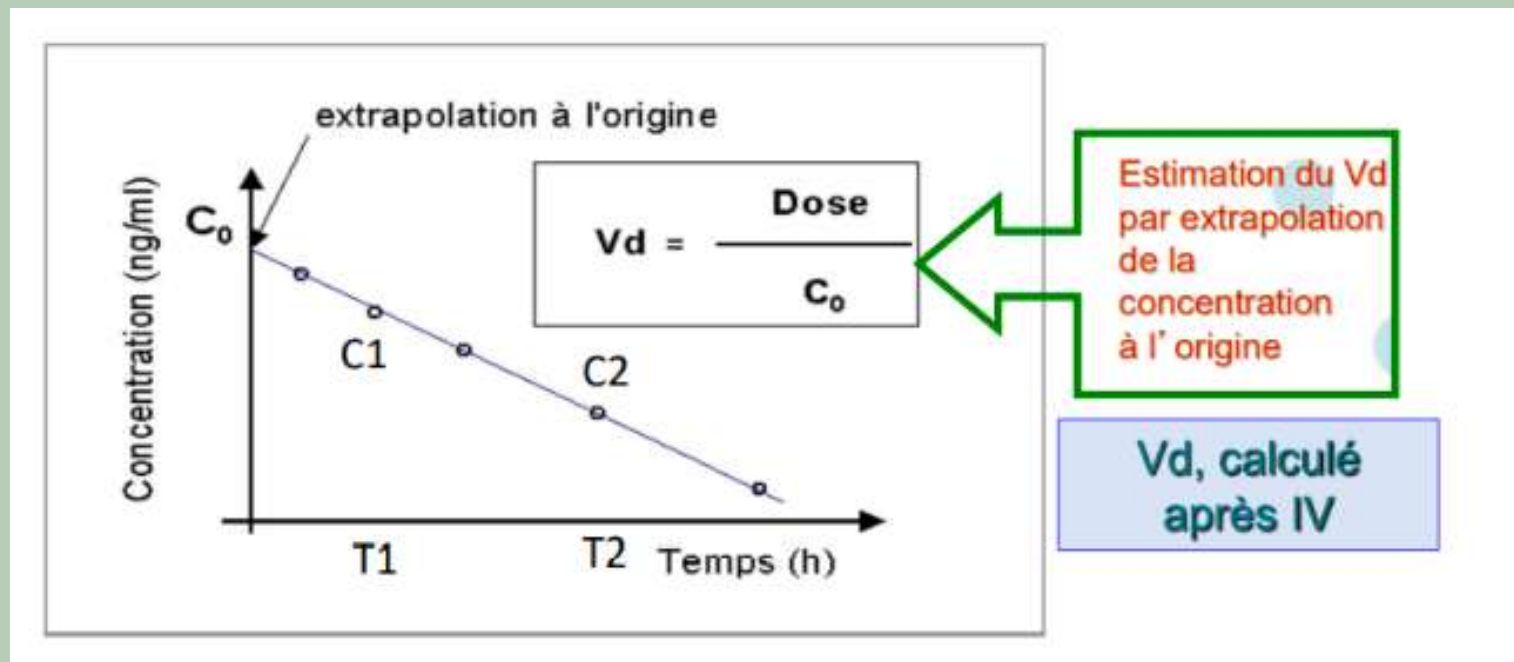 extrapolation à l'origine
Concentration (ng/ml)
C₀
Vd =
Dose
C₀
C1
C2
T1
T2
Temps (h)
Estimation du Vd
par extrapolation
de la
concentration
à l’ origine
Vd, calculé
après IV